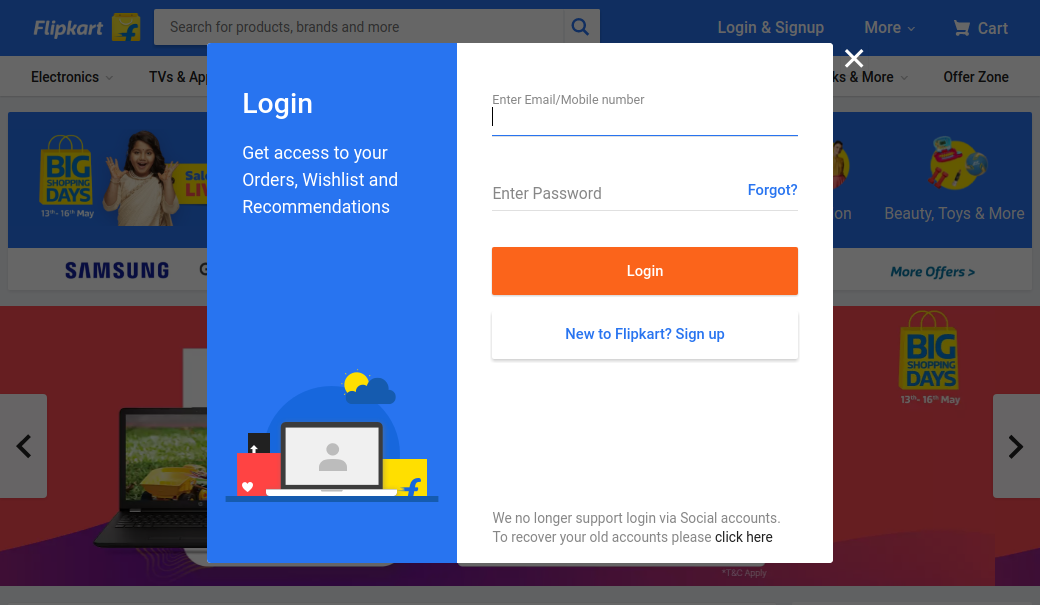 Flipkart
Search for products, brands and more
Login & Signup
More
Cart
Electronics
TVs &
& More
Offer Zone
Login
Get access to your
Orders, Wishlist and
Recommendations
Enter Email/Mobile number
Enter Password
Forgot?
Login
New to Flipkart? Sign up
We no longer support login via Social accounts.
To recover your old accounts please click here
BIG
SHOPPING
DAYS
13th- 16th May
Sale
LIV
Beauty, Toys & More
SAMSUNG
More Offers >
BIG
SHOPPING
DAYS
13th- 16th May
*T&C Apply